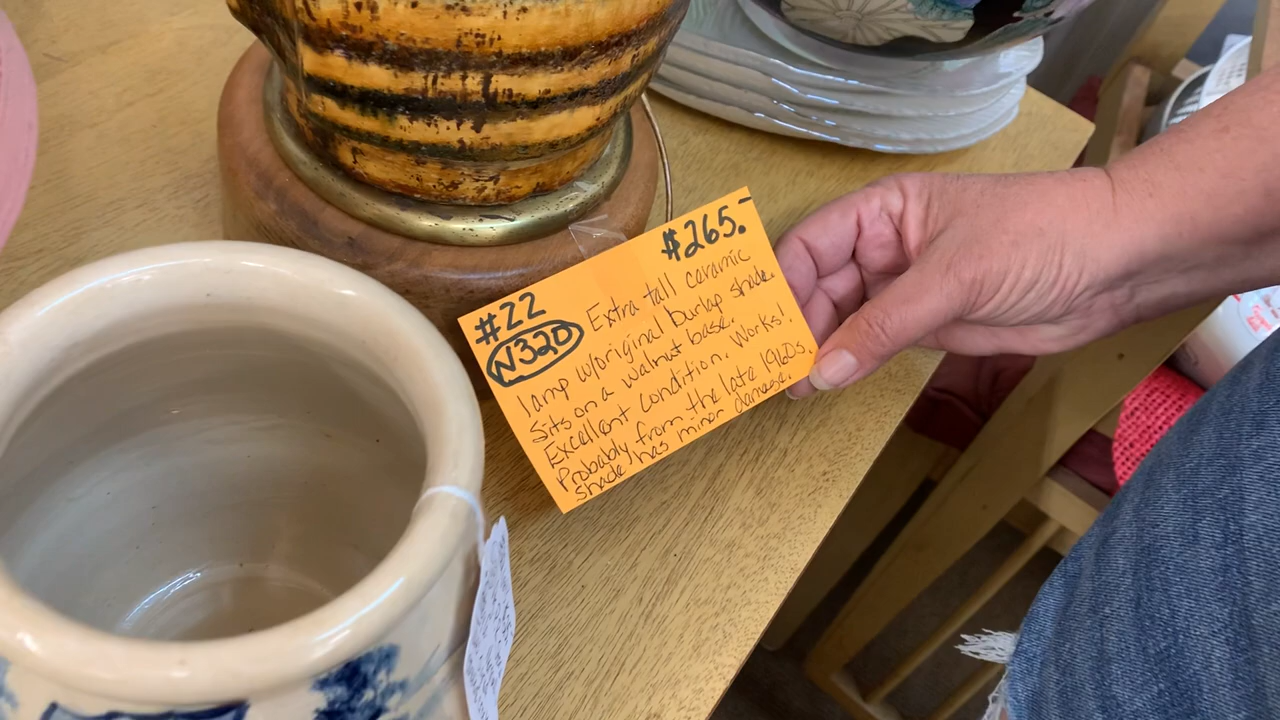 #22 $265.-
N320 Extra tall ceramic
lamp w/original burlap shade.
Sits on a walnut base.
Excellent condition. Works!
Probably from the late 1960s.
shade has minor damage.